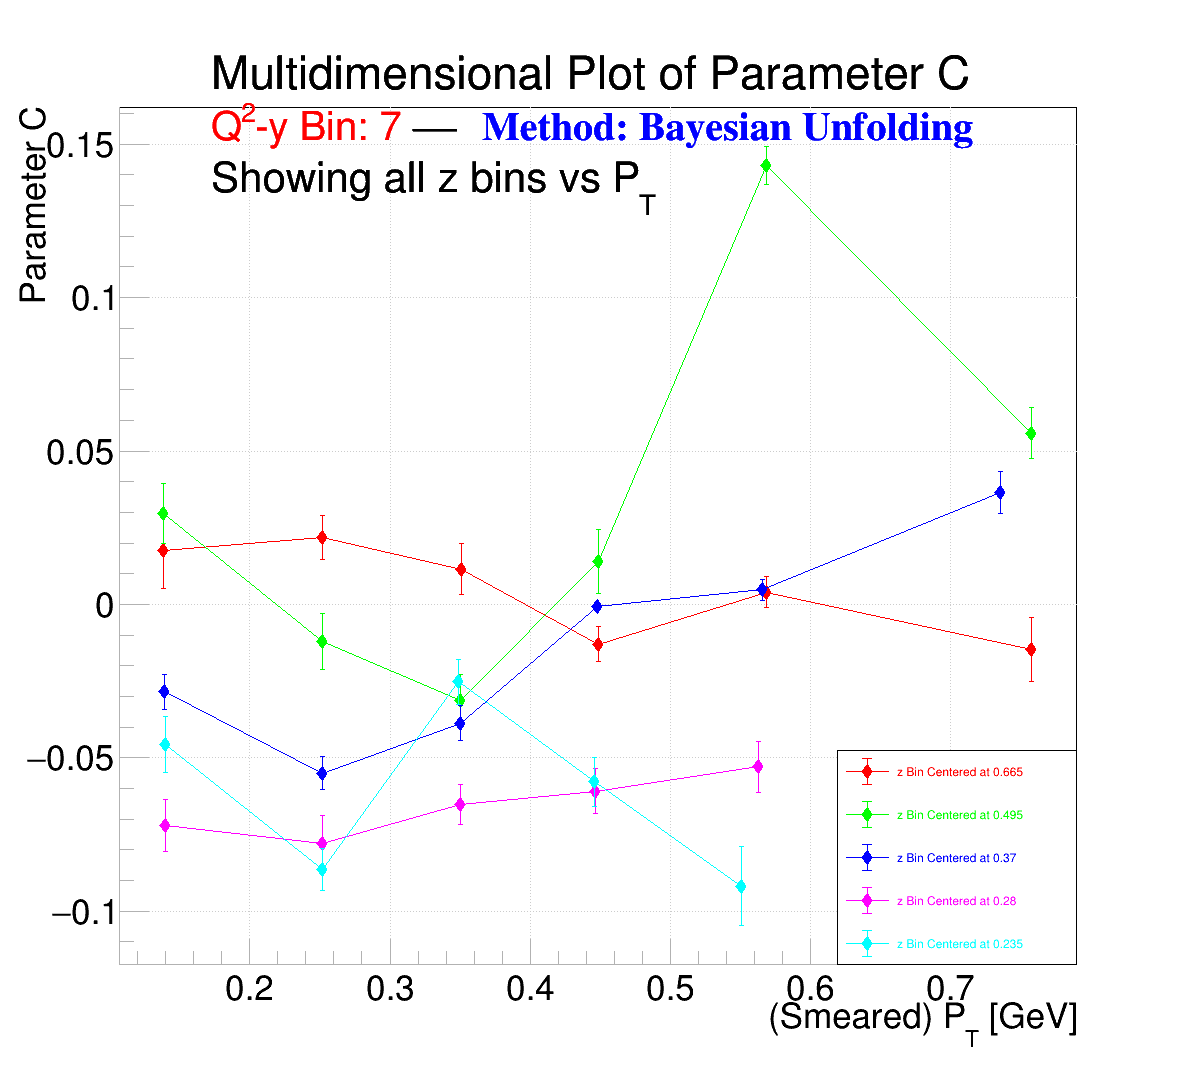 Multidimensional Plot of Parameter C
Q²-y Bin: 7 — Method: Bayesian Unfolding
Showing all z bins vs P_T
Parameter C
0.15
0.1
0.05
0
−0.05
−0.1
z Bin Centered at 0.665
z Bin Centered at 0.495
z Bin Centered at 0.37
z Bin Centered at 0.28
z Bin Centered at 0.235
0.2 0.3 0.4 0.5 0.6 0.7
(Smeared) P_T [GeV]